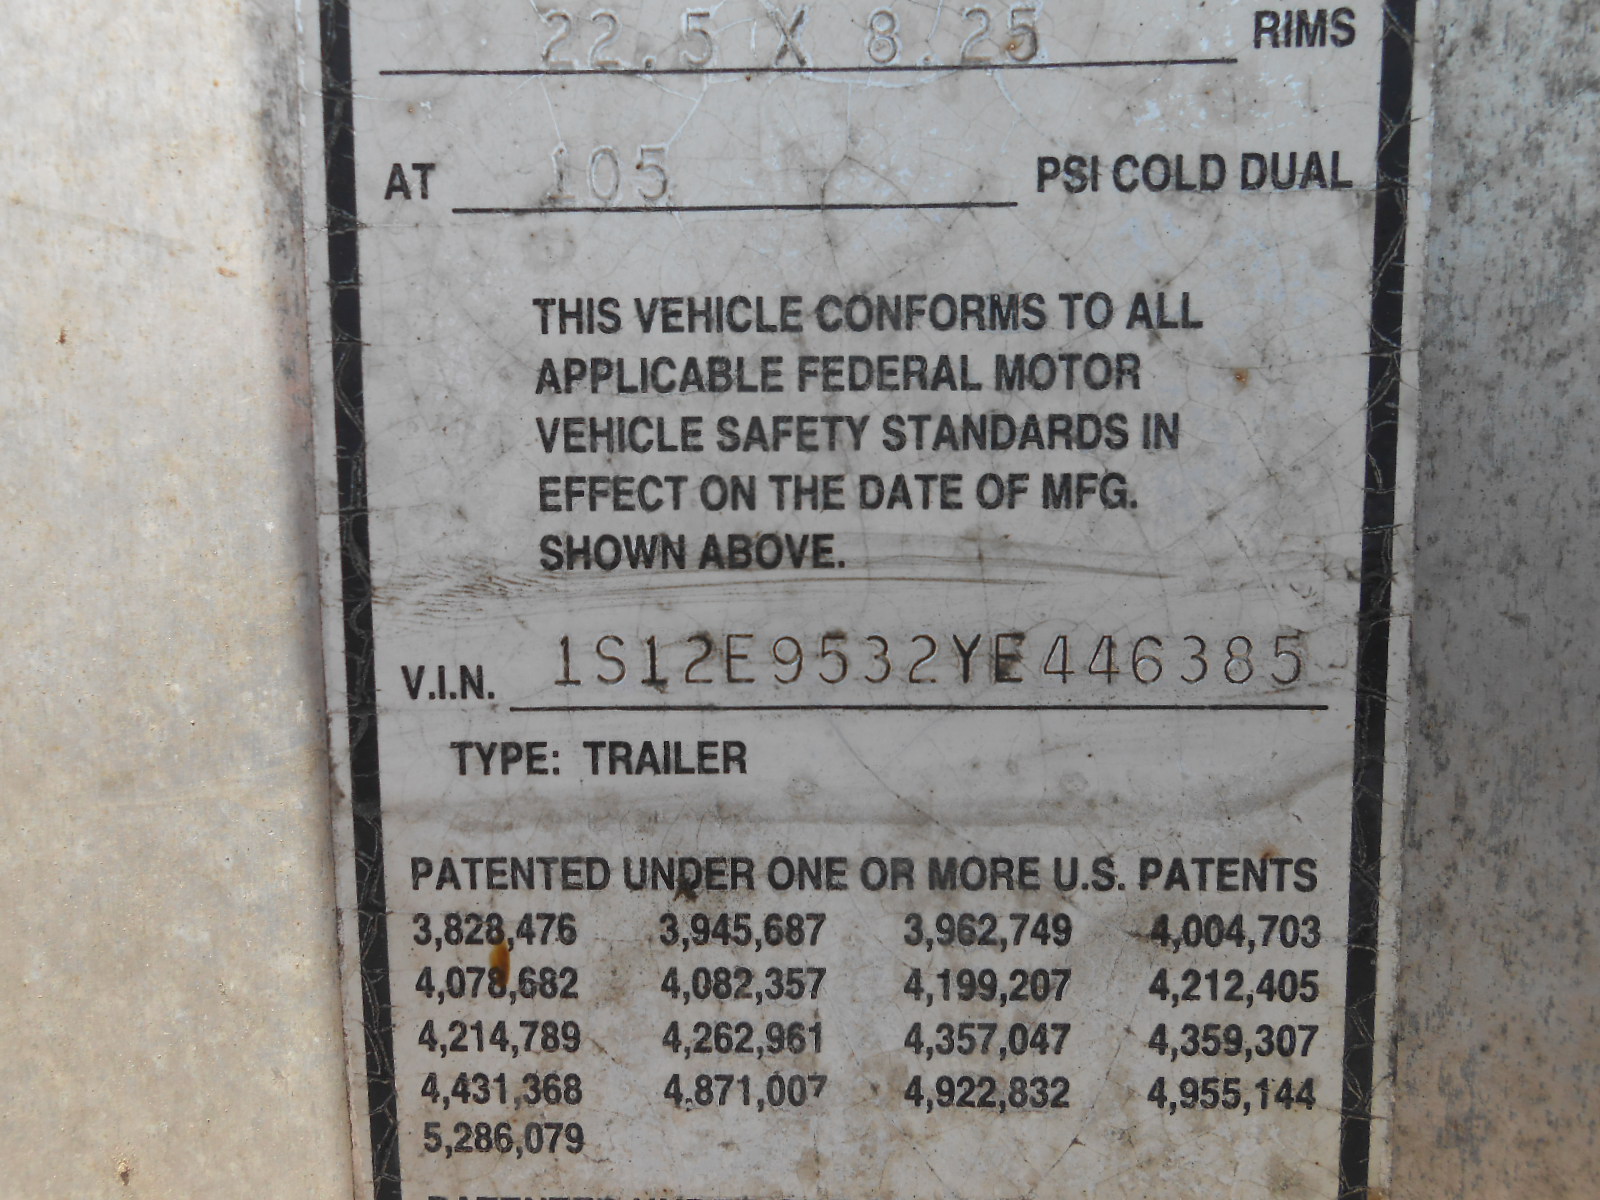 22.5 X 8.25 RIMS
AT 105 PSI COLD DUAL
THIS VEHICLE CONFORMS TO ALL
APPLICABLE FEDERAL MOTOR
VEHICLE SAFETY STANDARDS IN
EFFECT ON THE DATE OF MFG.
SHOWN ABOVE.
V.I.N. 1S12E9532YE446385
TYPE: TRAILER
PATENTED UNDER ONE OR MORE U.S. PATENTS
3,828,476 3,945,687 3,962,749 4,004,703
4,078,682 4,082,357 4,199,207 4,212,405
4,214,789 4,262,961 4,357,047 4,359,307
4,431,368 4,871,007 4,922,832 4,955,144
5,286,079